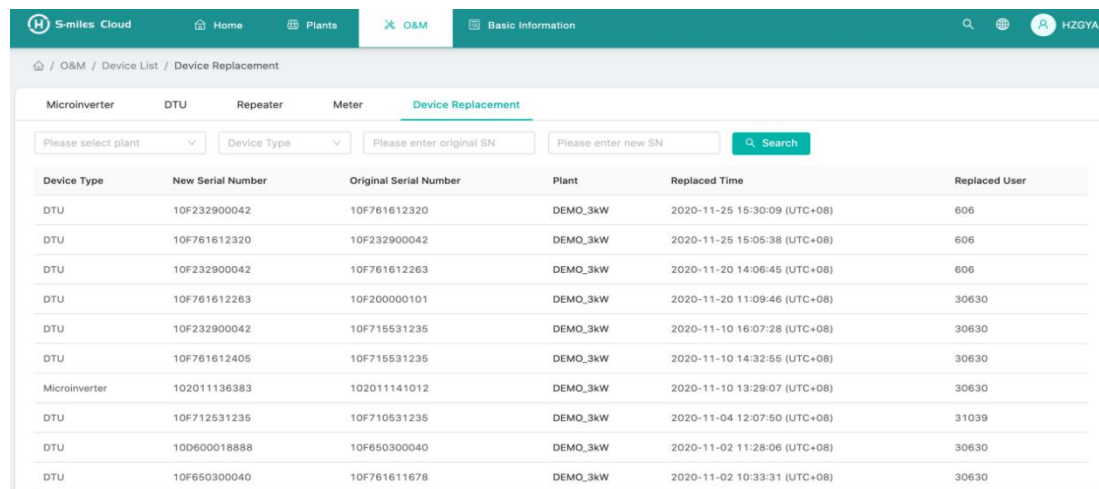 H S-miles Cloud Home Plants O&M Basic Information HZGYA
/ O&M / Device List / Device Replacement
Microinverter DTU Repeater Meter Device Replacement
Please select plant Device Type Please enter original SN Please enter new SN Search
Device Type New Serial Number Original Serial Number Plant Replaced Time Replaced User
DTU 10F232900042 10F761612320 DEMO_3kW 2020-11-25 15:30:09 (UTC+08) 606
DTU 10F761612320 10F232900042 DEMO_3kW 2020-11-25 15:05:38 (UTC+08) 606
DTU 10F232900042 10F761612263 DEMO_3kW 2020-11-20 14:06:45 (UTC+08) 606
DTU 10F761612263 10F200000101 DEMO_3kW 2020-11-20 11:09:46 (UTC+08) 30630
DTU 10F232900042 10F715531235 DEMO_3kW 2020-11-10 16:07:28 (UTC+08) 30630
DTU 10F761612405 10F715531235 DEMO_3kW 2020-11-10 14:32:55 (UTC+08) 30630
Microinverter 102011136383 102011141012 DEMO_3kW 2020-11-10 13:29:07 (UTC+08) 30630
DTU 10F712531235 10F710531235 DEMO_3kW 2020-11-04 12:07:50 (UTC+08) 31039
DTU 10D600018888 10F650300040 DEMO_3kW 2020-11-02 11:28:06 (UTC+08) 30630
DTU 10F650300040 10F761611678 DEMO_3kW 2020-11-02 10:33:31 (UTC+08) 30630